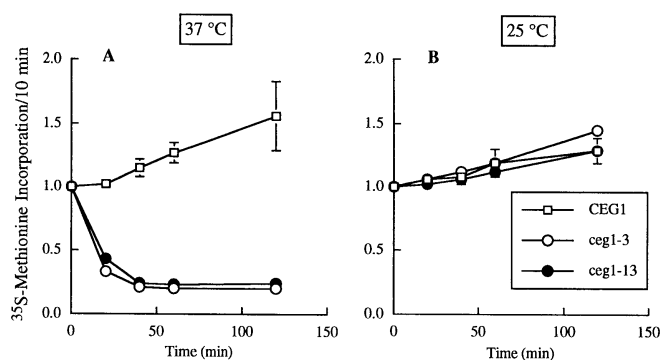 37 °C
25 °C
A
B
³⁵S-Methionine Incorporation/10 min
2.0
1.5
1.0
0.5
0.0
0
50
100
150
Time (min)
2.0
1.5
1.0
0.5
0.0
0
50
100
150
Time (min)
CEG1
ceg1-3
ceg1-13